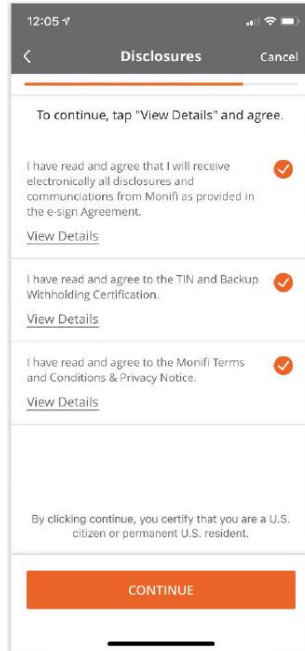 12:05
Disclosures
Cancel
To continue, tap "View Details" and agree.
I have read and agree that I will receive
electronically all disclosures and
communciations from Monifi as provided in
the e-sign Agreement.
View Details
I have read and agree to the TIN and Backup
Withholding Certification.
View Details
I have read and agree to the Monifi Terms
and Conditions & Privacy Notice.
View Details
By clicking continue, you certify that you are a U.S.
citizen or permanent U.S. resident.
CONTINUE